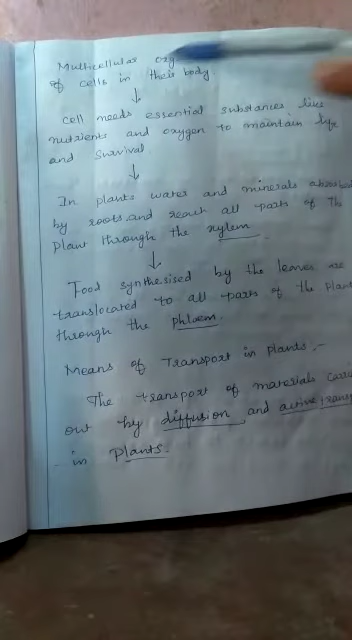 Multicellular org
of cells in their body
↓
cell needs essential substances like
nutrients and oxygen to maintain life
and survival
↓
In plants water and minerals absorbed
by roots and reach all parts of The
Plant through the xylem.
↓
Food synthesised by the leaves are
translocated to all parts of the Plant
through the phloem.
Means of Transport in plants:-
The transport of materials carri
out by diffusion and active trans
in Plants.